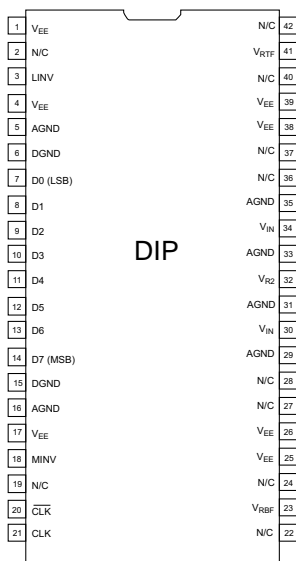 1 VEE N/C 42
2 N/C VRTF 41
3 LINV N/C 40
4 VEE VEE 39
5 AGND VEE 38
6 DGND N/C 37
7 D0 (LSB) N/C 36
8 D1 AGND 35
9 D2 VIN 34
10 D3 AGND 33
DIP
11 D4 VR2 32
12 D5 AGND 31
13 D6 VIN 30
14 D7 (MSB) AGND 29
15 DGND N/C 28
16 AGND N/C 27
17 VEE VEE 26
18 MINV VEE 25
19 N/C N/C 24
20 CLK VRBF 23
21 CLK N/C 22